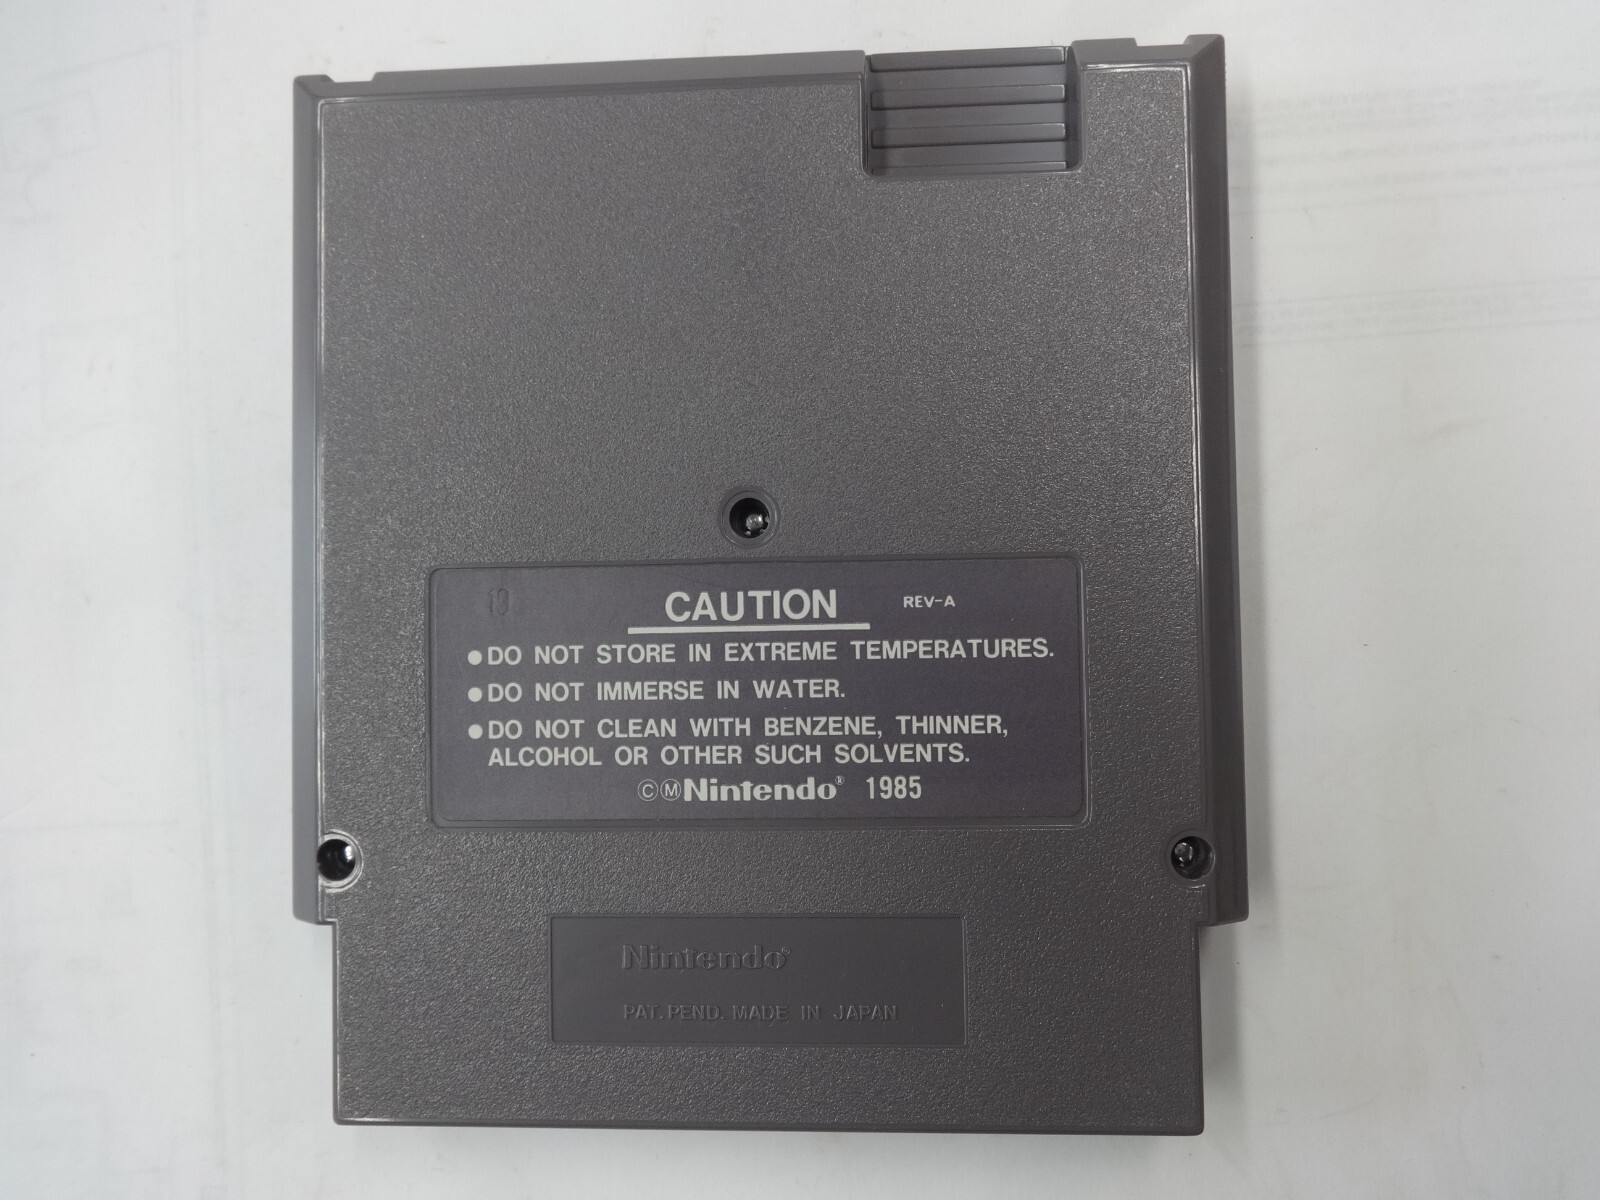 CAUTION REV-A
●DO NOT STORE IN EXTREME TEMPERATURES.
●DO NOT IMMERSE IN WATER.
●DO NOT CLEAN WITH BENZENE, THINNER,
ALCOHOL OR OTHER SUCH SOLVENTS.
©ⓂNintendo® 1985
Nintendo®
PAT. PEND. MADE IN JAPAN